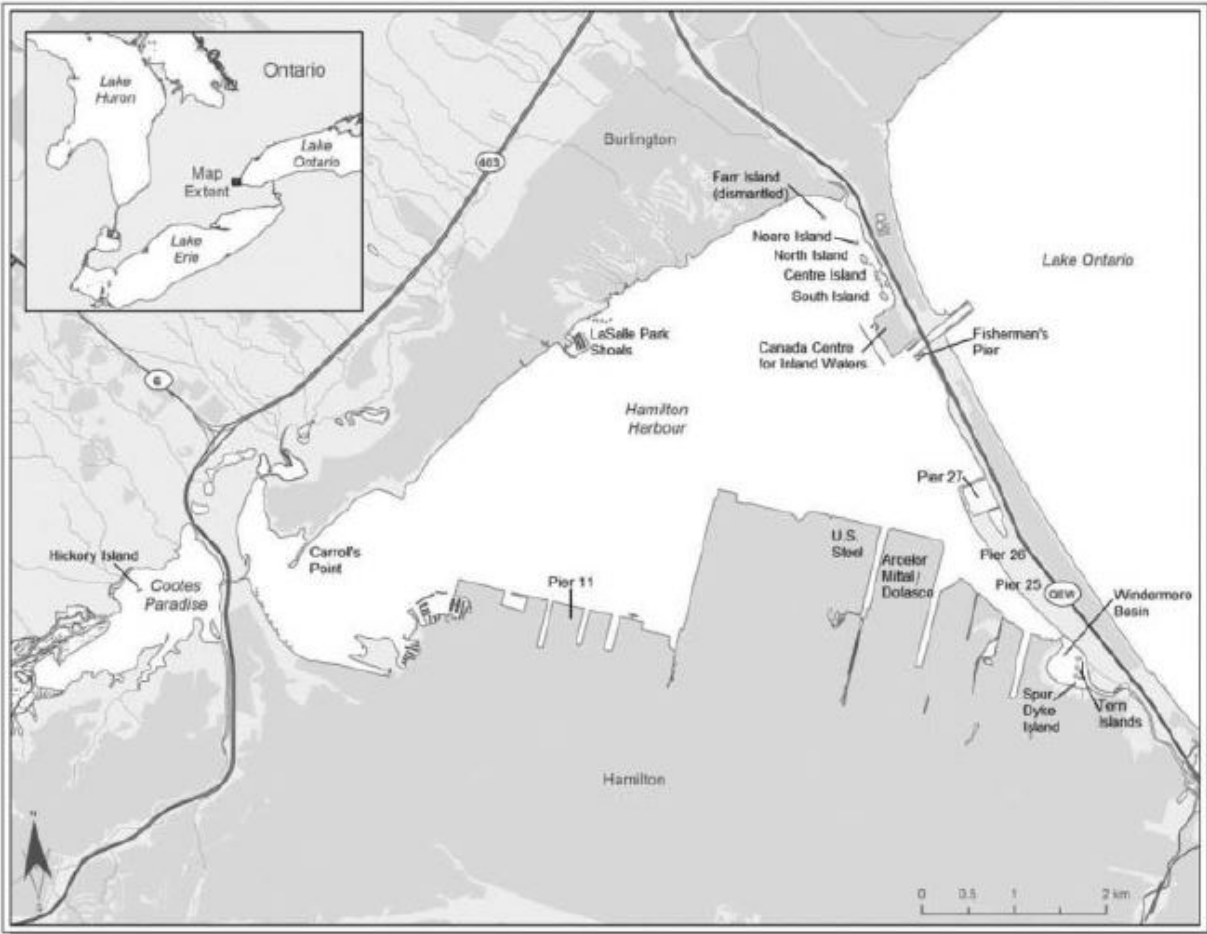 Ontario
Lake
Huron
Lake
Ontario
Map
Extent
Lake
Erie
403
Burlington
Farr Island
(dismantled)
Neare Island
North Island
Centre Island
South Island
Lake Ontario
LaSalle Park
Shoals
Canada Centre
for Inland Waters
Fisherman's
Pier
6
Hamilton
Harbour
Pier 27
Hickory Island
Cootes
Paradise
Carroll's
Point
Pier 11
U.S.
Steel
Arcelor
Mittal/
Dofasco
Pier 26
Pier 25
QEW
Windermere
Basin
Spur
Dyke
Island
Tern
Islands
Hamilton
N
S
0 0.5 1 2 km